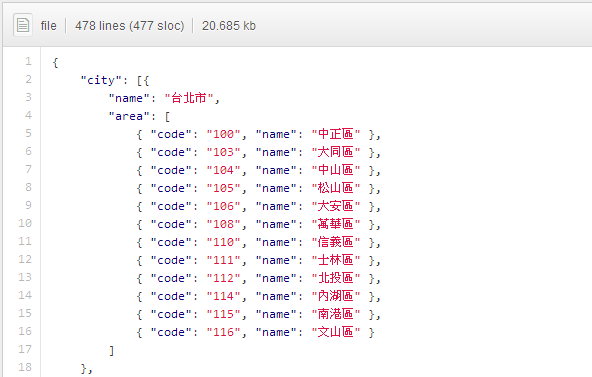 file | 478 lines (477 sloc) | 20.685 kb
1 {
2     "city": [{
3         "name": "台北市",
4         "area": [
5             { "code": "100", "name": "中正區" },
6             { "code": "103", "name": "大同區" },
7             { "code": "104", "name": "中山區" },
8             { "code": "105", "name": "松山區" },
9             { "code": "106", "name": "大安區" },
10             { "code": "108", "name": "萬華區" },
11             { "code": "110", "name": "信義區" },
12             { "code": "111", "name": "士林區" },
13             { "code": "112", "name": "北投區" },
14             { "code": "114", "name": "內湖區" },
15             { "code": "115", "name": "南港區" },
16             { "code": "116", "name": "文山區" }
17         ]
18     },